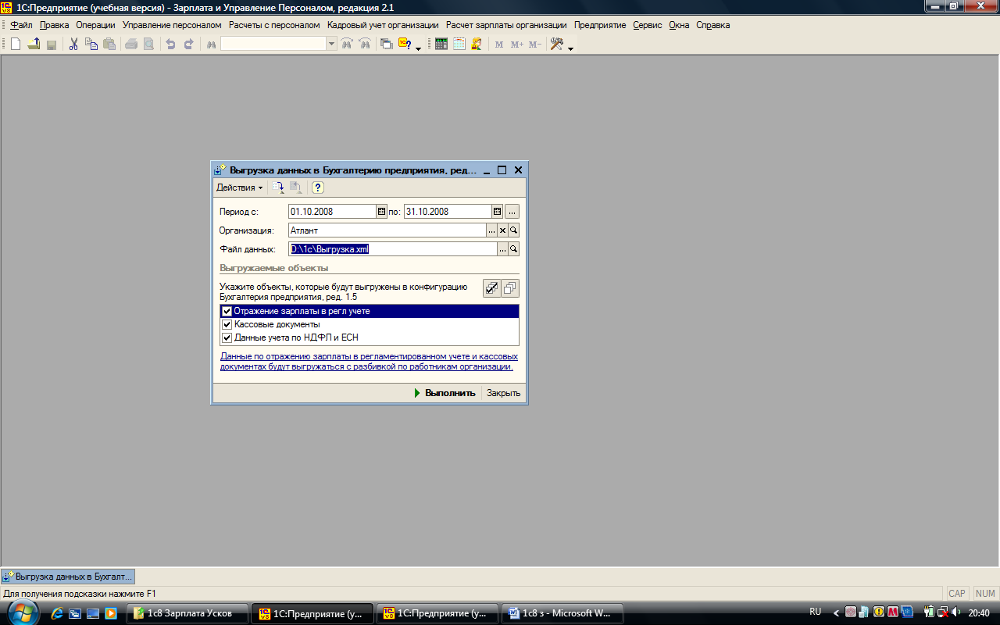 1С:Предприятие (учебная версия) - Зарплата и Управление Персоналом, редакция 2.1
Файл Правка Операции Управление персоналом Расчеты с персоналом Кадровый учет организации Расчет зарплаты организации Предприятие Сервис Окна Справка
M M+ M-
Выгрузка данных в Бухгалтерию предприятия, ред...
Действия
Период с: 01.10.2008 по: 31.10.2008 ...
Организация: Атлант ...
Файл данных: D:\1c\Выгрузка.xml ...
Выгружаемые объекты
Укажите объекты, которые будут выгружены в конфигурацию
Бухгалтерия предприятия, ред. 1.5
Отражение зарплаты в регл учете
Кассовые документы
Данные учета по НДФЛ и ЕСН
Данные по отражению зарплаты в регламентированном учете и кассовых
документах будут выгружаться с разбивкой по работникам организации.
Выполнить Закрыть
Выгрузка данных в Бухгалт...
Для получения подсказки нажмите F1 CAP NUM
1с8 Зарплата Усков 1С:Предприятие (у... 1С:Предприятие (у... 1с8 з - Microsoft W... RU 20:40